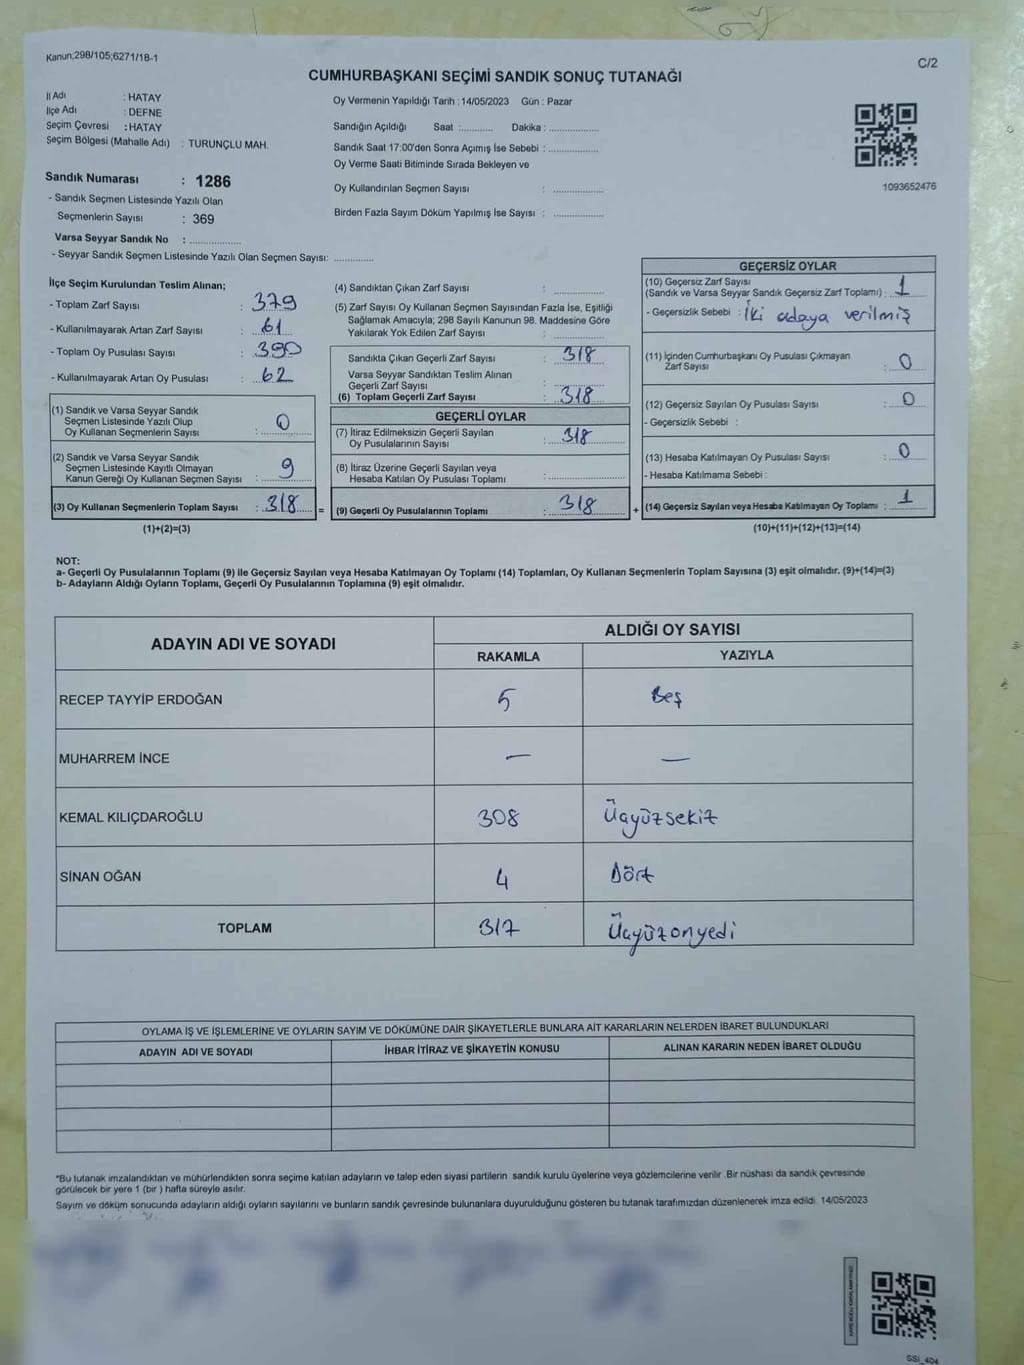 Kanun;298/105;6271/18-1
C/2
CUMHURBAŞKANI SEÇİMİ SANDIK SONUÇ TUTANAĞI
İl Adı : HATAY
İlçe Adı : DEFNE
Seçim Çevresi : HATAY
Seçim Bölgesi (Mahalle Adı) : TURUNÇLU MAH.
Sandık Numarası : 1286
- Sandık Seçmen Listesinde Yazılı Olan
Seçmenlerin Sayısı : 369
Varsa Seyyar Sandık No : ...............
- Seyyar Sandık Seçmen Listesinde Yazılı Olan Seçmen Sayısı: ............
Oy Vermenin Yapıldığı Tarih : 14/05/2023 Gün : Pazar
Sandığın Açıldığı Saat :........... Dakika : ...............
Sandık Saat 17:00'den Sonra Açımış İse Sebebi : ...............
Oy Verme Saati Bitiminde Sırada Bekleyen ve
Oy Kullandırılan Seçmen Sayısı : ...............
Birden Fazla Sayım Döküm Yapılmış İse Sayısı : ...............
1093652476
İlçe Seçim Kurulundan Teslim Alınan;
- Toplam Zarf Sayısı : 379
- Kullanılmayarak Artan Zarf Sayısı : 61
- Toplam Oy Pusulası Sayısı : 390
- Kullanılmayarak Artan Oy Pusulası : 62
(1) Sandık ve Varsa Seyyar Sandık
Seçmen Listesinde Yazılı Olup
Oy Kullanan Seçmenlerin Sayısı : 0
(2) Sandık ve Varsa Seyyar Sandık
Seçmen Listesinde Kayıtlı Olmayan
Kanun Gereği Oy Kullanan Seçmen Sayısı : 9
(3) Oy Kullanan Seçmenlerin Toplam Sayısı : 318 =
(1)+(2)=(3)
(4) Sandıktan Çıkan Zarf Sayısı : ...............
(5) Zarf Sayısı Oy Kullanan Seçmen Sayısından Fazla İse, Eşitliği
Sağlamak Amacıyla; 298 Sayılı Kanunun 98. Maddesine Göre
Yakılarak Yok Edilen Zarf Sayısı : ...............
Sandıkta Çıkan Geçerli Zarf Sayısı : 318
Varsa Seyyar Sandıktan Teslim Alınan
Geçerli Zarf Sayısı : ...............
(6) Toplam Geçerli Zarf Sayısı : 318
GEÇERLİ OYLAR
(7) İtiraz Edilmeksizin Geçerli Sayılan
Oy Pusulalarının Sayısı : 318
(8) İtiraz Üzerine Geçerli Sayılan veya
Hesaba Katılan Oy Pusulası Toplamı : ...............
(9) Geçerli Oy Pusulalarının Toplamı : 318 +
GEÇERSİZ OYLAR
(10) Geçersiz Zarf Sayısı
(Sandık ve Varsa Seyyar Sandık Geçersiz Zarf Toplamı) : 1
- Geçersizlik Sebebi : İki adaya verilmiş
(11) İçinden Cumhurbaşkanı Oy Pusulası Çıkmayan
Zarf Sayısı : 0
(12) Geçersiz Sayılan Oy Pusulası Sayısı : 0
- Geçersizlik Sebebi :
(13) Hesaba Katılmayan Oy Pusulası Sayısı : 0
- Hesaba Katılmama Sebebi :
(14) Geçersiz Sayılan veya Hesaba Katılmayan Oy Toplamı : 1
(10)+(11)+(12)+(13)=(14)
NOT:
a- Geçerli Oy Pusulalarının Toplamı (9) ile Geçersiz Sayılan veya Hesaba Katılmayan Oy Toplamı (14) Toplamları, Oy Kullanan Seçmenlerin Toplam Sayısına (3) eşit olmalıdır. (9)+(14)=(3)
b- Adayların Aldığı Oyların Toplamı, Geçerli Oy Pusulalarının Toplamına (9) eşit olmalıdır.
ADAYIN ADI VE SOYADI
ALDIĞI OY SAYISI
RAKAMLA YAZIYLA
RECEP TAYYİP ERDOĞAN 5 Beş
MUHARREM İNCE — —
KEMAL KILIÇDAROĞLU 308 Üçyüzsekiz
SİNAN OĞAN 4 Dört
TOPLAM 317 Üçyüzonyedi
OYLAMA İŞ VE İŞLEMLERİNE VE OYLARIN SAYIM VE DÖKÜMÜNE DAİR ŞİKAYETLERLE BUNLARA AİT KARARLARIN NELERDEN İBARET BULUNDUKLARI
ADAYIN ADI VE SOYADI İHBAR İTİRAZ VE ŞİKAYETİN KONUSU ALINAN KARARIN NEDEN İBARET OLDUĞU
*Bu tutanak imzalandıktan ve mühürlendikten sonra seçime katılan adayların ve talep eden siyasi partilerin sandık kurulu üyelerine veya gözlemcilerine verilir .Bir nüshası da sandık çevresinde
görülecek bir yere 1 (bir ) hafta süreyle asılır.
Sayım ve döküm sonucunda adayların aldığı oyların sayılarını ve bunların sandık çevresinde bulunanlara duyurulduğunu gösteren bu tutanak tarafımızdan düzenlenerek imza edildi. 14/05/2023
SSİ_404